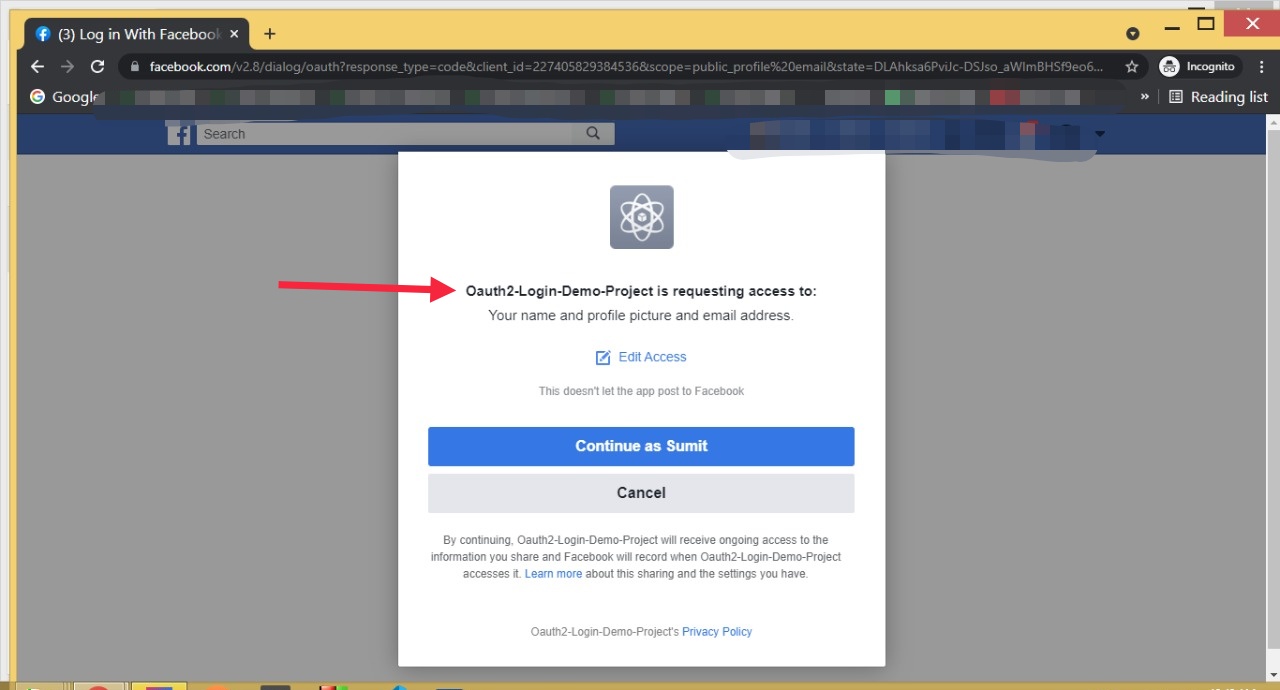 (3) Log in With Facebook
facebook.com/v2.8/dialog/oauth?response_type=code&client_id=2274058293845636&scope=public_profile%20email&state=DLAhksa6PviJc-DSJso_aWlmBHSf9eo6...
Incognito
Google
» Reading list
Search
Oauth2-Login-Demo-Project is requesting access to:
Your name and profile picture and email address.
Edit Access
This doesn't let the app post to Facebook
Continue as Sumit
Cancel
By continuing, Oauth2-Login-Demo-Project will receive ongoing access to the
information you share and Facebook will record when Oauth2-Login-Demo-Project
accesses it. Learn more about this sharing and the settings you have.
Oauth2-Login-Demo-Project's Privacy Policy